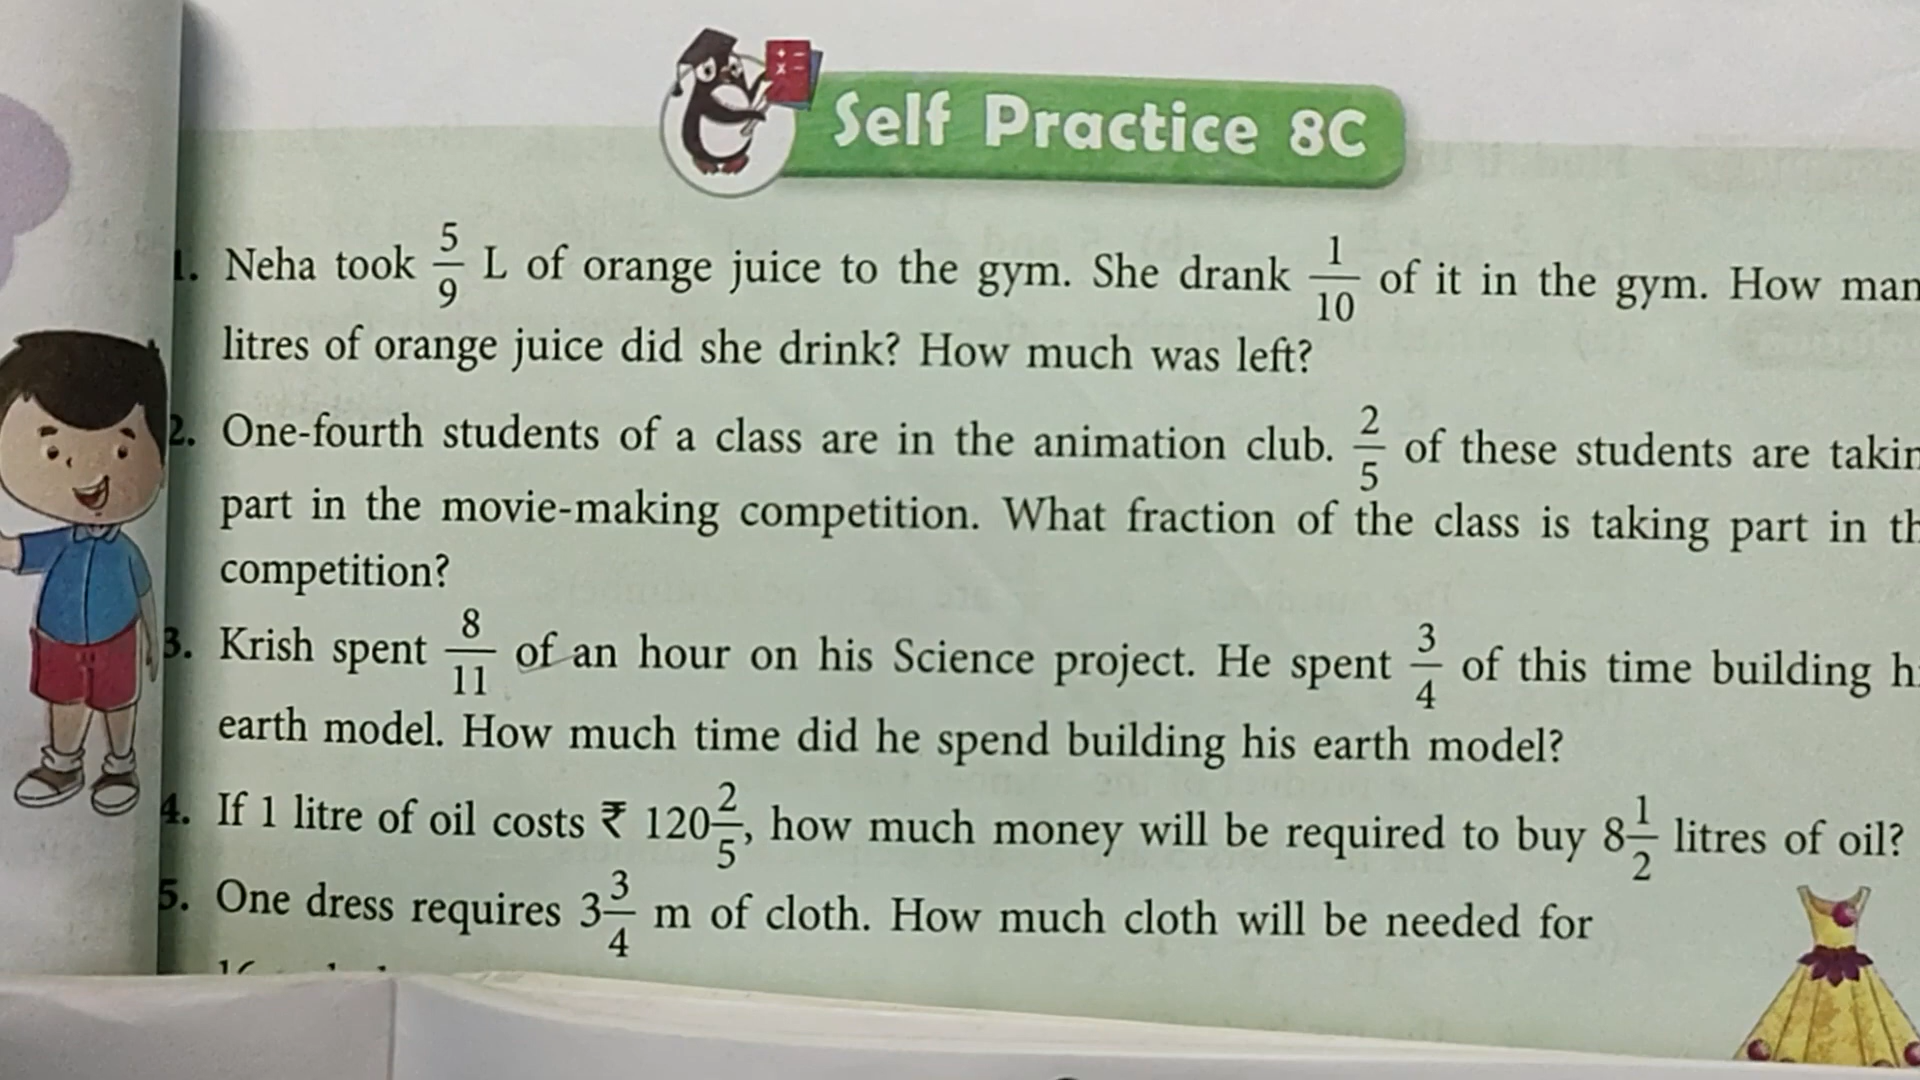 Self Practice 8C
1. Neha took 5/9 L of orange juice to the gym. She drank 1/10 of it in the gym. How man
litres of orange juice did she drink? How much was left?
2. One-fourth students of a class are in the animation club. 2/5 of these students are takin
part in the movie-making competition. What fraction of the class is taking part in th
competition?
3. Krish spent 8/11 of an hour on his Science project. He spent 3/4 of this time building h
earth model. How much time did he spend building his earth model?
4. If 1 litre of oil costs ₹ 120 2/5, how much money will be required to buy 8 1/2 litres of oil?
5. One dress requires 3 3/4 m of cloth. How much cloth will be needed for